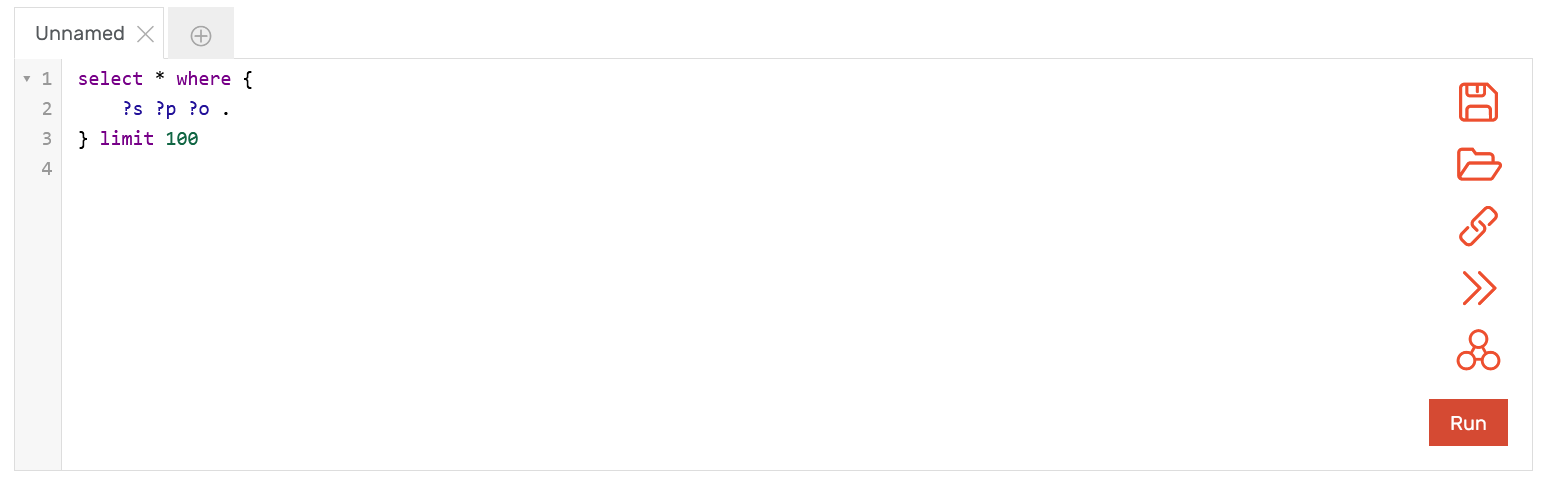 Unnamed
1 select * where {
2 ?s ?p ?o .
3 } limit 100
4
Run